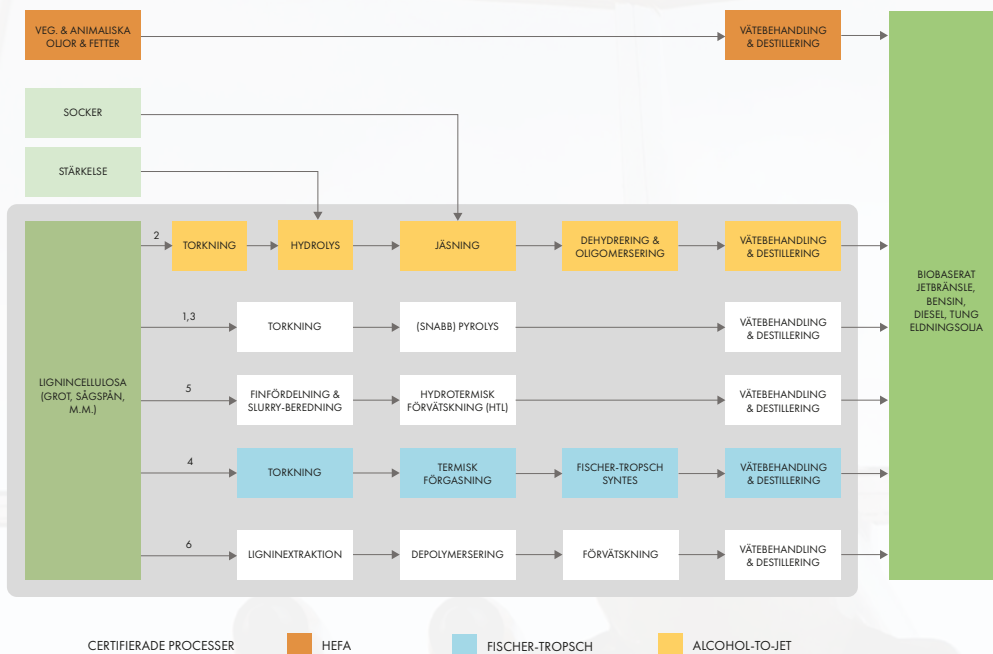 VEG. & ANIMALISKA
OLJOR & FETTER
VÄTEBEHANDLING
& DESTILLERING
SOCKER
STÄRKELSE
LIGNINCELLULOSA
(GROT, SÅGSPÅN,
M.M.)
2
TORKNING
HYDROLYS
JÄSNING
DEHYDRERING &
OLIGOMERSERING
VÄTEBEHANDLING
& DESTILLERING
1,3
TORKNING
(SNABB) PYROLYS
VÄTEBEHANDLING
& DESTILLERING
5
FINFÖRDELNING &
SLURRY-BEREDNING
HYDROTERMISK
FÖRVÄTSKNING (HTL)
VÄTEBEHANDLING
& DESTILLERING
4
TORKNING
TERMISK
FÖRGASNING
FISCHER-TROPSCH
SYNTES
VÄTEBEHANDLING
& DESTILLERING
6
LIGNINEXTRAKTION
DEPOLYMERSERING
FÖRVÄTSKNING
VÄTEBEHANDLING
& DESTILLERING
BIOBASERAT
JETBRÄNSLE,
BENSIN,
DIESEL, TUNG
ELDNINGSOLJA
CERTIFIERADE PROCESSER
HEFA
FISCHER-TROPSCH
ALCOHOL-TO-JET